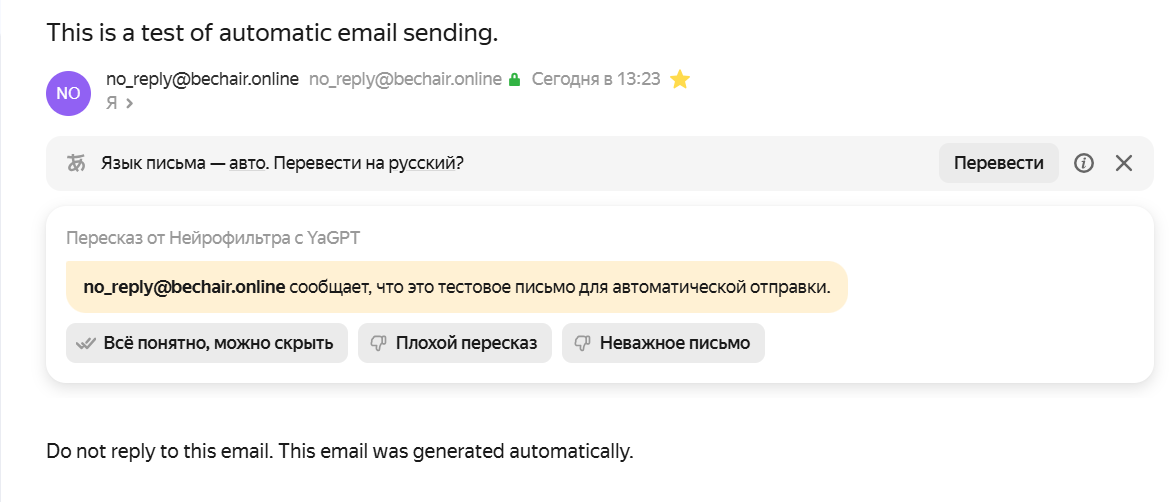 This is a test of automatic email sending.
NO
no_reply@bechair.online no_reply@bechair.online Сегодня в 13:23
Я
あ Язык письма — авто. Перевести на русский?
Перевести
Пересказ от Нейрофильтра с YaGPT
no_reply@bechair.online сообщает, что это тестовое письмо для автоматической отправки.
Всё понятно, можно скрыть
Плохой пересказ
Неважное письмо
Do not reply to this email. This email was generated automatically.